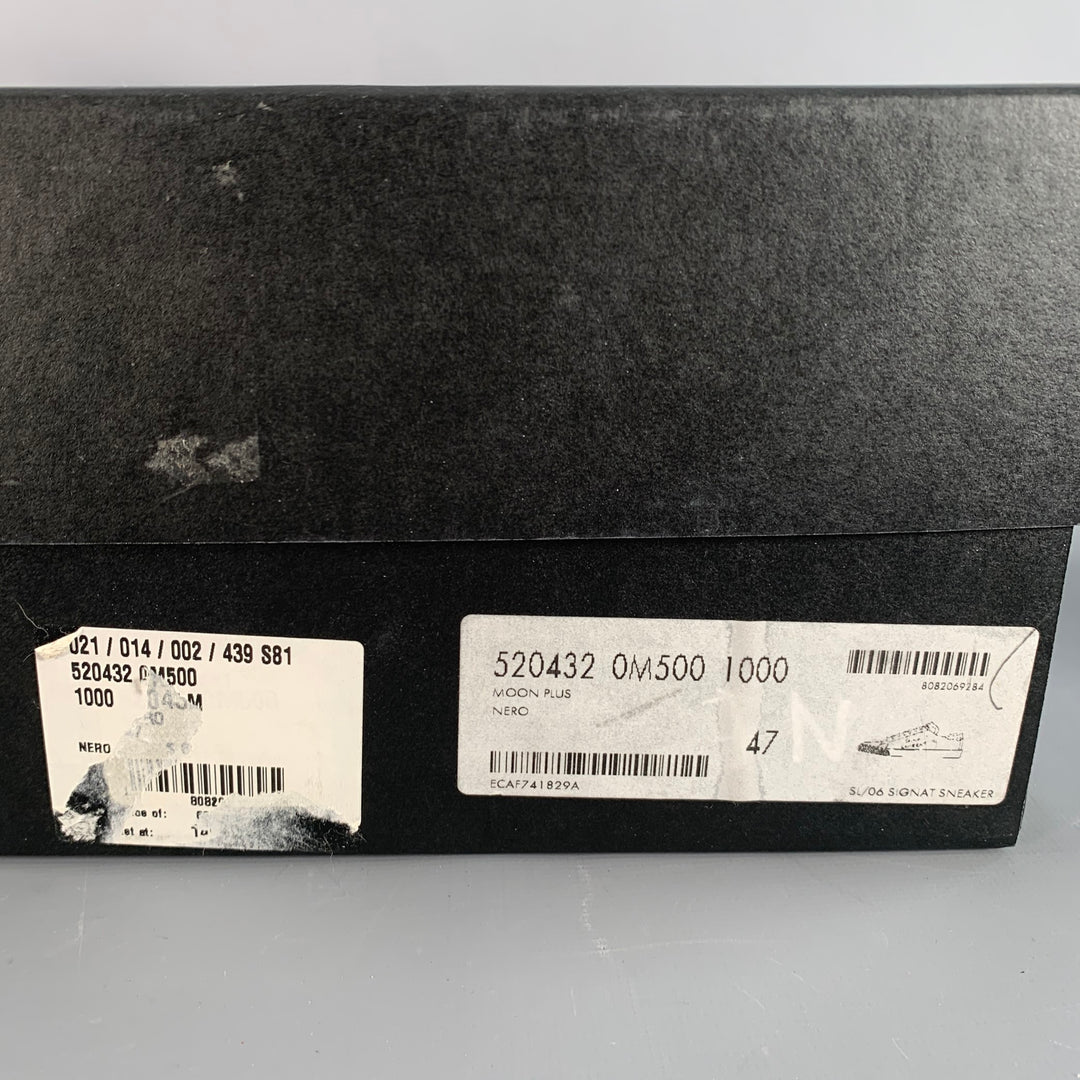 021 / 014 / 002 / 439 S81
520432 0M500
1000
NERO
8082
520432 0M500 1000
MOON PLUS
NERO
8082069284
47
N
ECAF741829A
SL/06 SIGNAT SNEAKER